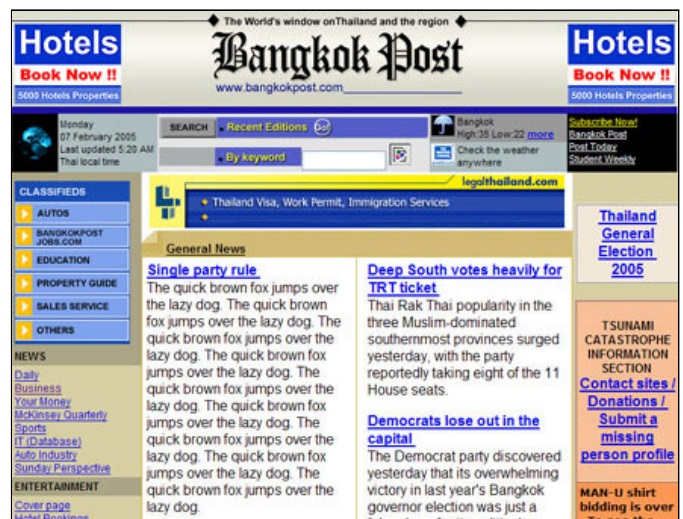 The World's window onThailand and the region
Hotels
Book Now !!
5000 Hotels Properties
Bangkok Post
www.bangkokpost.com
Hotels
Book Now !!
5000 Hotels Properties
Monday
07 February 2005
Last updated 5:20 AM
Thai local time
SEARCH
Recent Editions
Go!
By keyword
Bangkok
High:35 Low:22 more
Check the weather
anywhere
Subscribe Now!
Bangkok Post
Post Today
Student Weekly
CLASSIFIEDS
AUTOS
BANGKOKPOST
JOBS.COM
EDUCATION
PROPERTY GUIDE
SALES SERVICE
OTHERS
NEWS
Daily
Business
Your Money
McKinsey Quarterly
Sports
IT (Database)
Auto Industry
Sunday Perspective
ENTERTAINMENT
Cover page
Hotel Bookings
legalthailand.com
Thailand Visa, Work Permit, Immigration Services
General News
Single party rule
The quick brown fox jumps over
the lazy dog. The quick brown
fox jumps over the lazy dog. The
quick brown fox jumps over the
lazy dog. The quick brown fox
jumps over the lazy dog. The
quick brown fox jumps over the
lazy dog. The quick brown fox
jumps over the lazy dog. The
quick brown fox jumps over the
lazy dog. The quick brown fox
jumps over the lazy dog. The
quick brown fox jumps over the
lazy dog.
Deep South votes heavily for
TRT ticket
Thai Rak Thai popularity in the
three Muslim-dominated
southernmost provinces surged
yesterday, with the party
reportedly taking eight of the 11
House seats.
Democrats lose out in the
capital
The Democrat party discovered
yesterday that its overwhelming
victory in last year's Bangkok
governor election was just a
Thailand
General
Election
2005
TSUNAMI
CATASTROPHE
INFORMATION
SECTION
Contact sites /
Donations /
Submit a
missing
person profile
MAN-U shirt
bidding is over